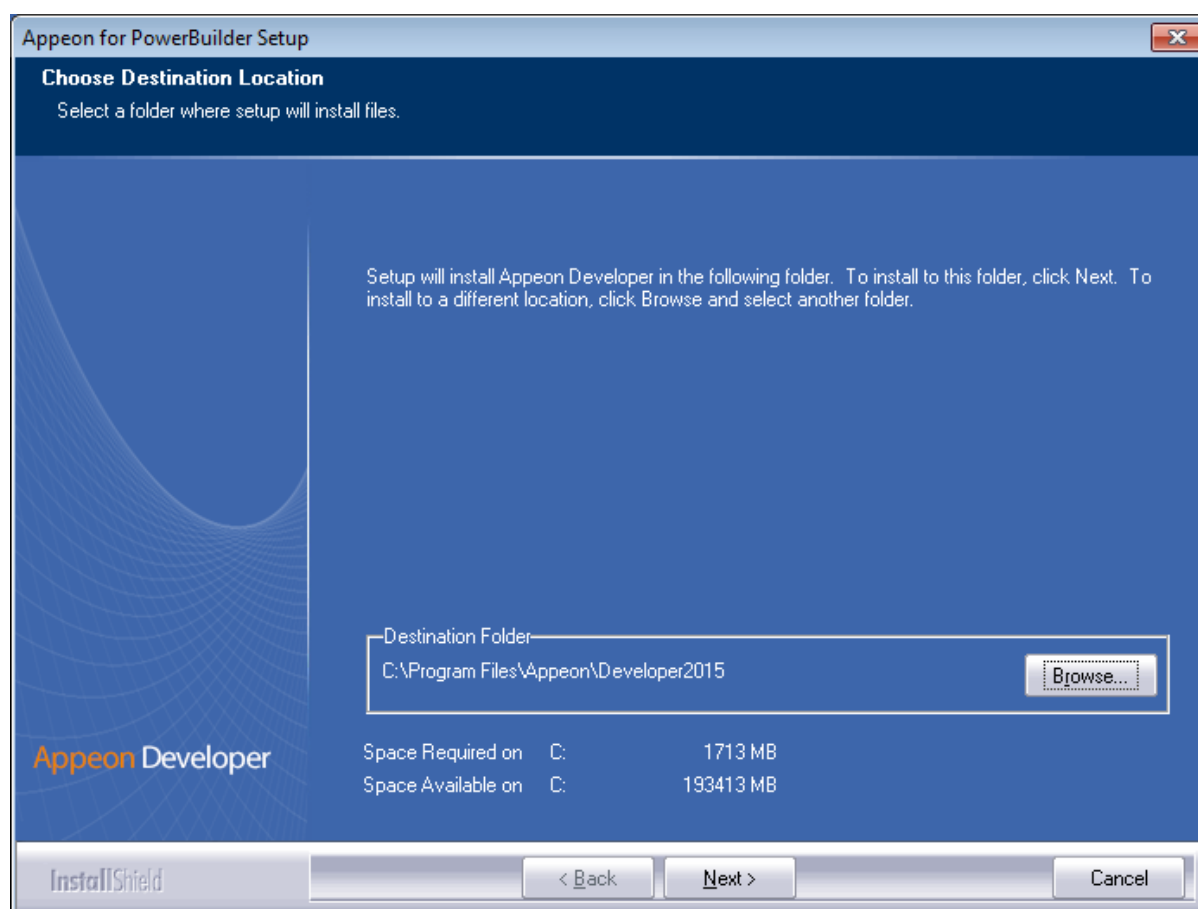 Appeon for PowerBuilder Setup
Choose Destination Location
Select a folder where setup will install files.
Setup will install Appeon Developer in the following folder. To install to this folder, click Next. To
install to a different location, click Browse and select another folder.
Destination Folder
C:\Program Files\Appeon\Developer2015
Browse...
Appeon Developer
Space Required on C: 1713 MB
Space Available on C: 193413 MB
InstallShield
< Back
Next >
Cancel